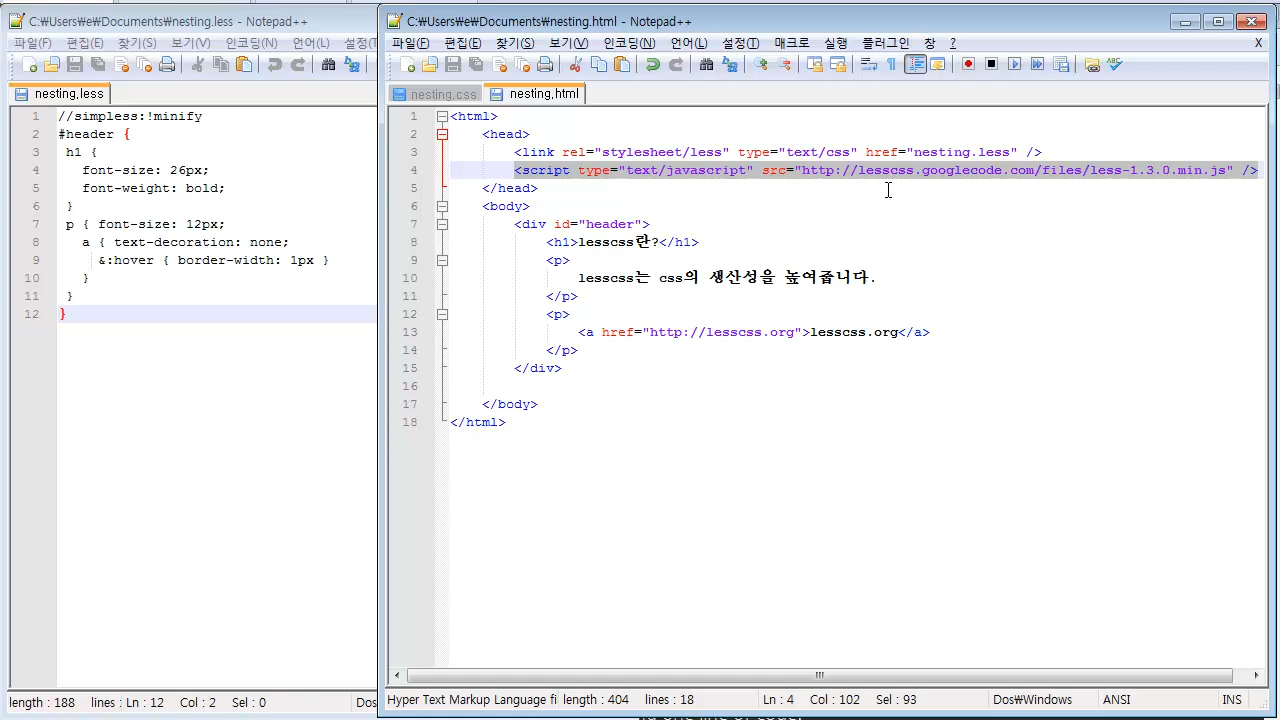 C:₩Users₩e₩Documents₩nesting.less - Notepad++
파일(F) 편집(E) 찾기(S) 보기(V) 인코딩(N) 언어(L) 설정(T
nesting.less
1 //simpless:!minify
2 #header {
3 h1 {
4 font-size: 26px;
5 font-weight: bold;
6 }
7 p { font-size: 12px;
8 a { text-decoration: none;
9 &:hover { border-width: 1px }
10 }
11 }
12 }
length : 188 lines : Ln : 12 Col : 2 Sel : 0 Dos
C:₩Users₩e₩Documents₩nesting.html - Notepad++
파일(F) 편집(E) 찾기(S) 보기(V) 인코딩(N) 언어(L) 설정(T) 매크로 실행 플러그인 창 ? X
nesting.css nesting.html
1 <html>
2 <head>
3 <link rel="stylesheet/less" type="text/css" href="nesting.less" />
4 <script type="text/javascript" src="http://lesscss.googlecode.com/files/less-1.3.0.min.js" />
5 </head>
6 <body>
7 <div id="header">
8 <h1>lesscss란?</h1>
9 <p>
10 lesscss는 css의 생산성을 높여줍니다.
11 </p>
12 <p>
13 <a href="http://lesscss.org">lesscss.org</a>
14 </p>
15 </div>
16
17 </body>
18 </html>
Hyper Text Markup Language fi length : 404 lines : 18 Ln : 4 Col : 102 Sel : 93 Dos₩Windows ANSI INS